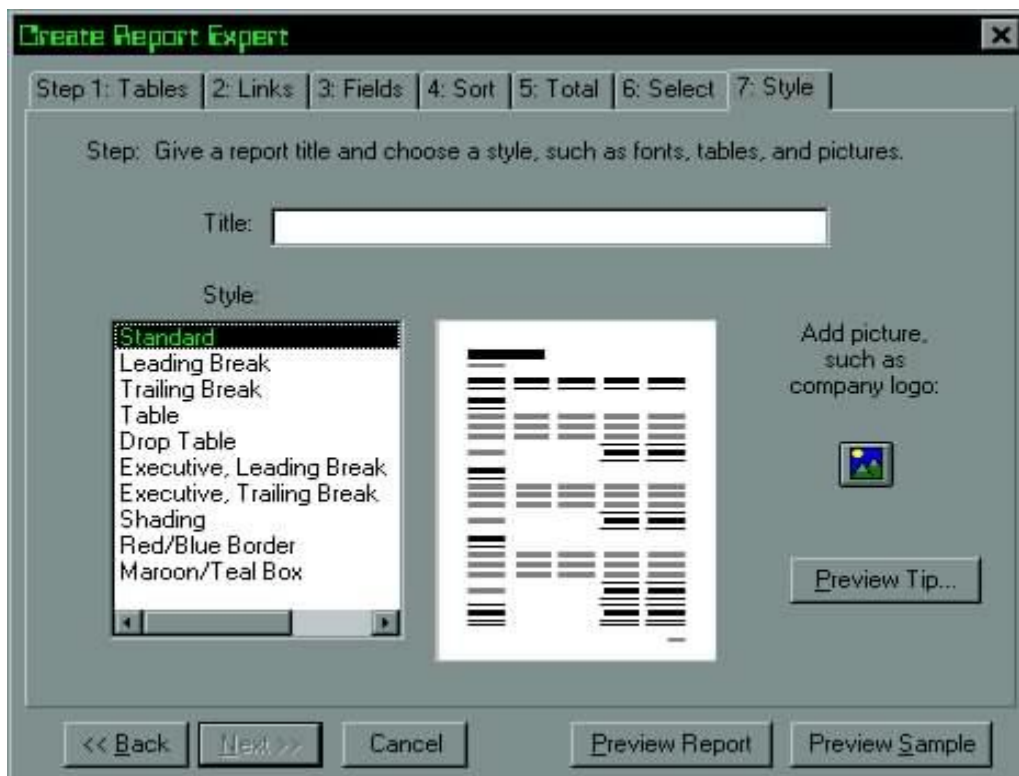 Create Report Expert
Step 1: Tables 2: Links 3: Fields 4: Sort 5: Total 6: Select 7: Style
Step: Give a report title and choose a style, such as fonts, tables, and pictures.
Title:
Style:
Standard
Leading Break
Trailing Break
Table
Drop Table
Executive, Leading Break
Executive, Trailing Break
Shading
Red/Blue Border
Maroon/Teal Box
Add picture,
such as
company logo:
Preview Tip...
<< Back Next >> Cancel Preview Report Preview Sample